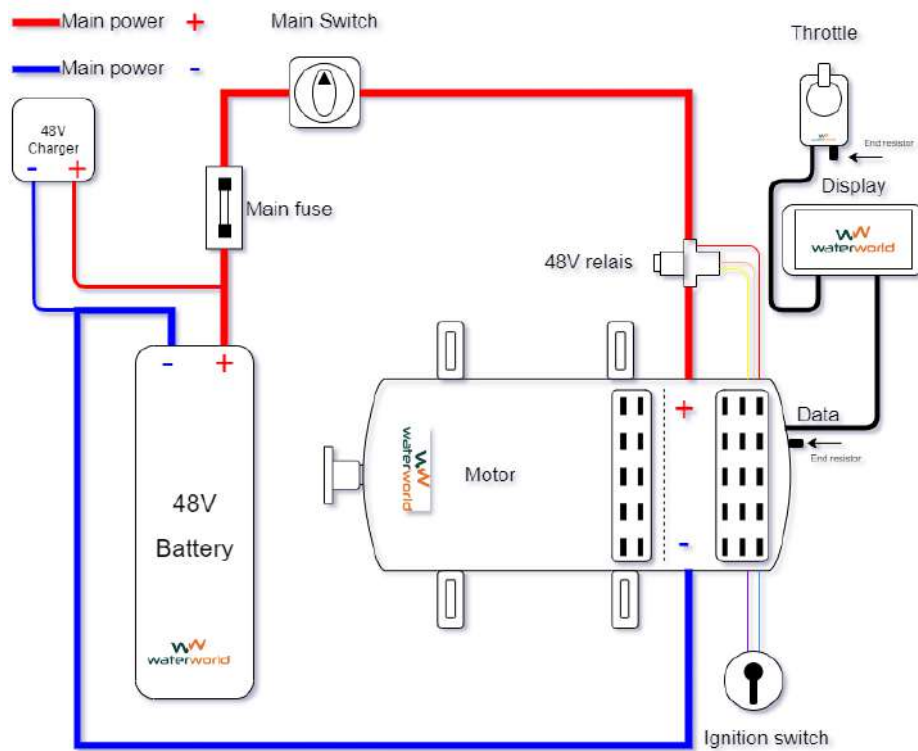 Main power +
Main Switch
Throttle
Main power -
48V
Charger
- +
waterworld
End resistor
Display
Main fuse
waterworld
48V relais
- +
+
Data
waterworld
Motor
End resistor
48V
Battery
-
waterworld
Ignition switch